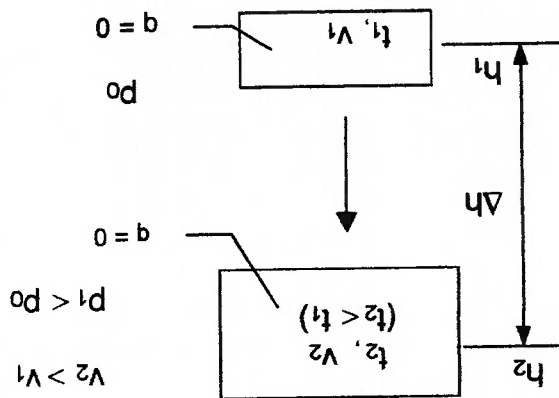 h₂
t₂, v₂
(t₂ < t₁)
v₂ > v₁
p₁ < p₀
q = 0
Δh
p₀
h₁
t₁, v₁
q = 0